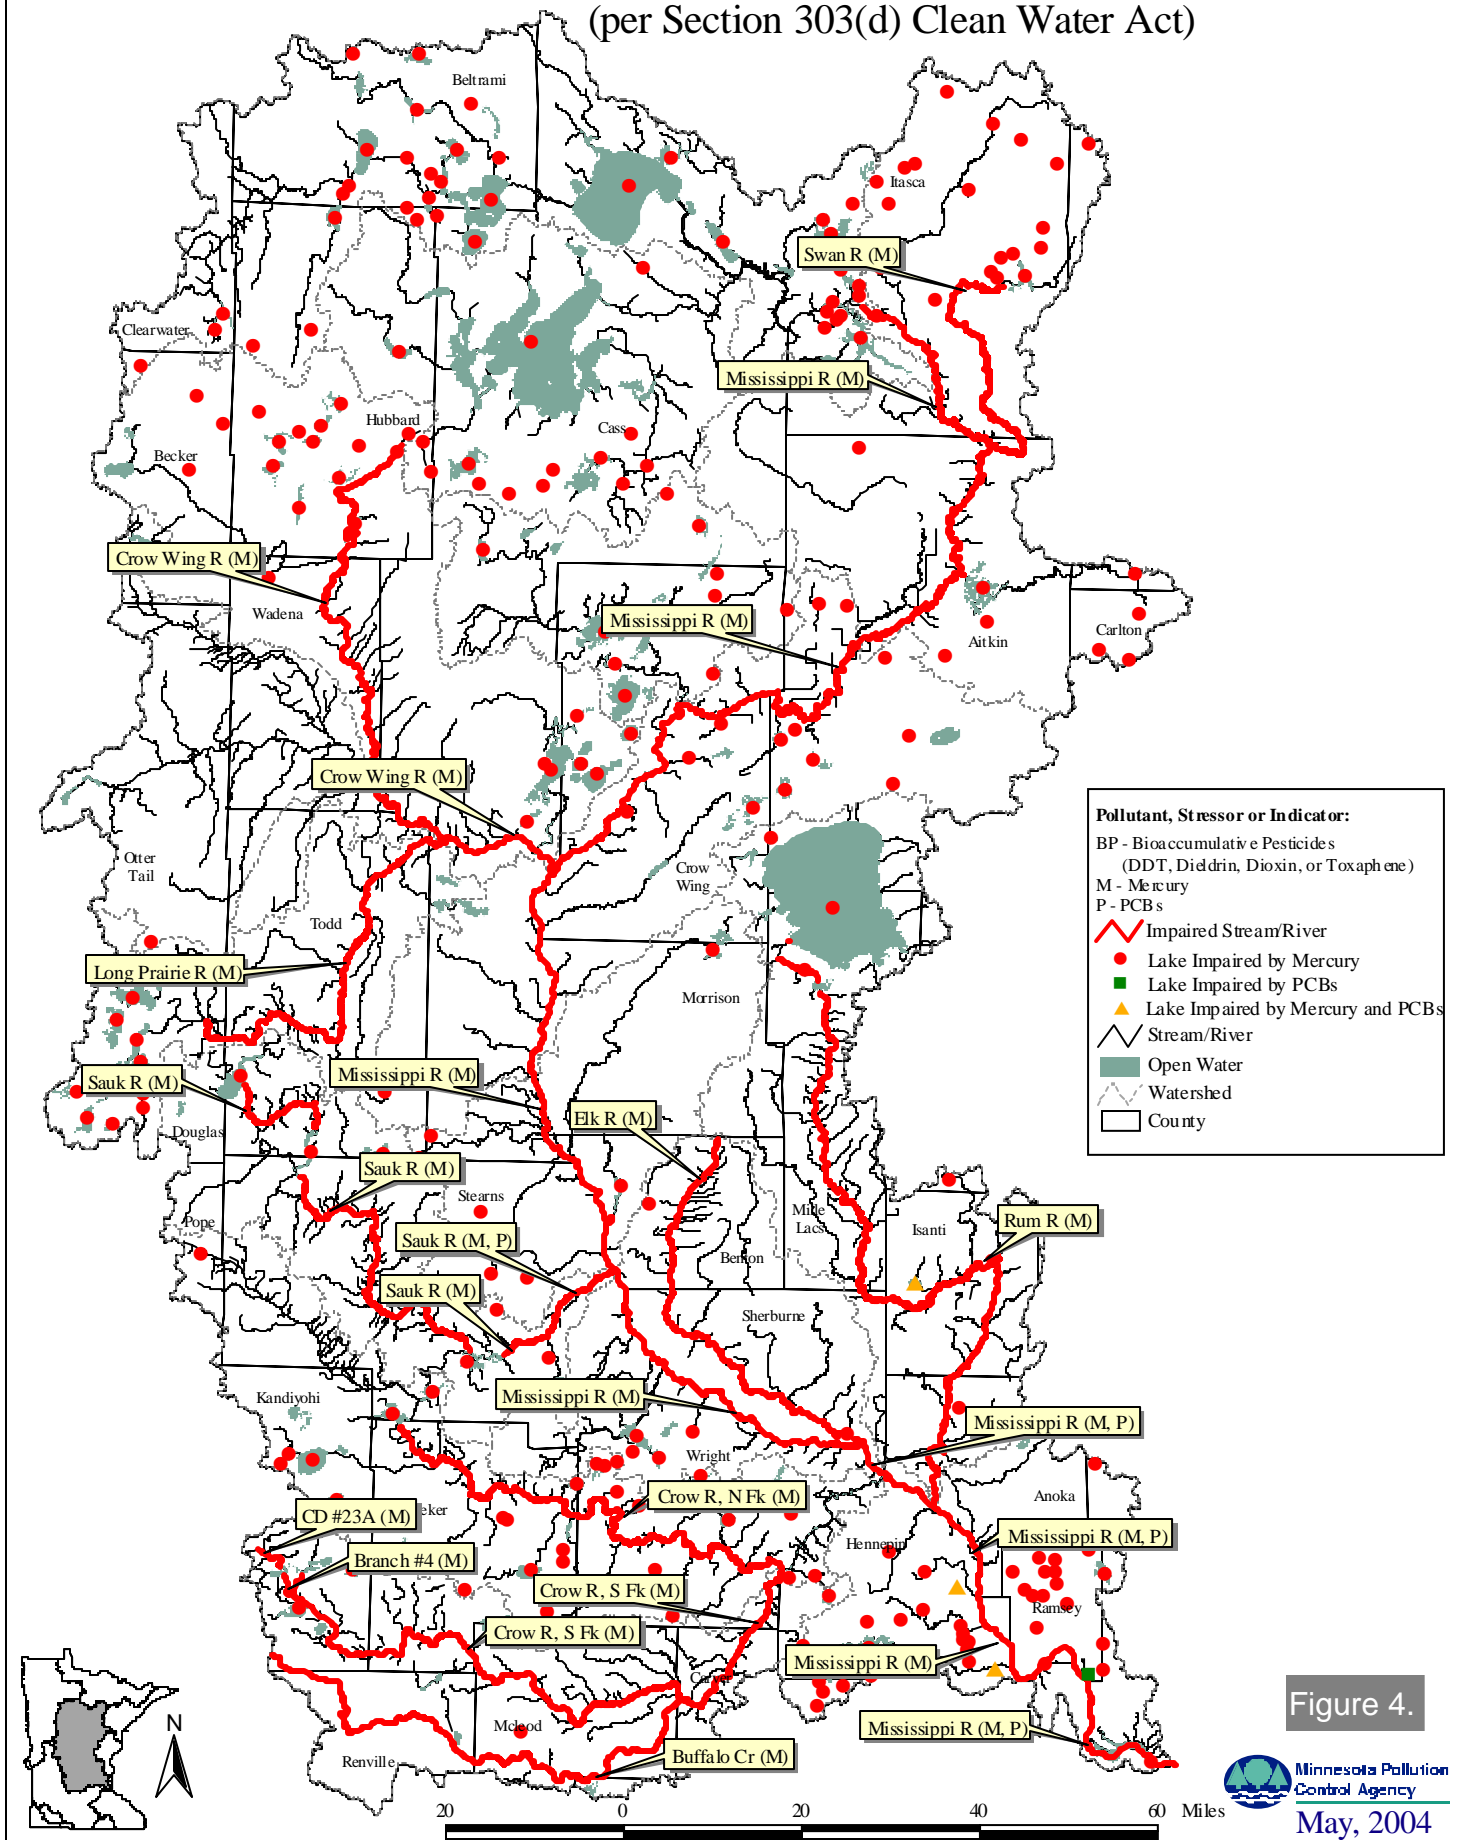 (per Section 303(d) Clean Water Act)
Beltrami
Itasca
Swan R (M)
Clearwater
Mississippi R (M)
Hubbard
Cass
Becker
Crow Wing R (M)
Wadena
Mississippi R (M)
Aitkin
Carlton
Crow Wing R (M)
Pollutant, Stressor or Indicator:
BP - Bioaccumulative Pesticides
(DDT, Dieldrin, Dioxin, or Toxaphene)
M - Mercury
P - PCBs
Impaired Stream/River
Lake Impaired by Mercury
Lake Impaired by PCBs
Lake Impaired by Mercury and PCBs
Stream/River
Open Water
Watershed
County
Otter
Tail
Crow
Wing
Todd
Long Prairie R (M)
Morrison
Sauk R (M)
Mississippi R (M)
Elk R (M)
Douglas
Sauk R (M)
Stearns
Pope
Mille
Lacs
Isanti
Rum R (M)
Sauk R (M, P)
Benton
Sauk R (M)
Sherburne
Kandiyohi
Mississippi R (M)
Mississippi R (M, P)
Wright
Crow R, N Fk (M)
Anoka
CD #23A (M)
eker
Mississippi R (M, P)
Hennepin
Branch #4 (M)
Crow R, S Fk (M)
Ramsey
Crow R, S Fk (M)
Mississippi R (M)
Carver
Mcleod
Mississippi R (M, P)
Figure 4.
N
Renville
Buffalo Cr (M)
Minnesota Pollution
Control Agency
20 0 20 40 60 Miles
May, 2004